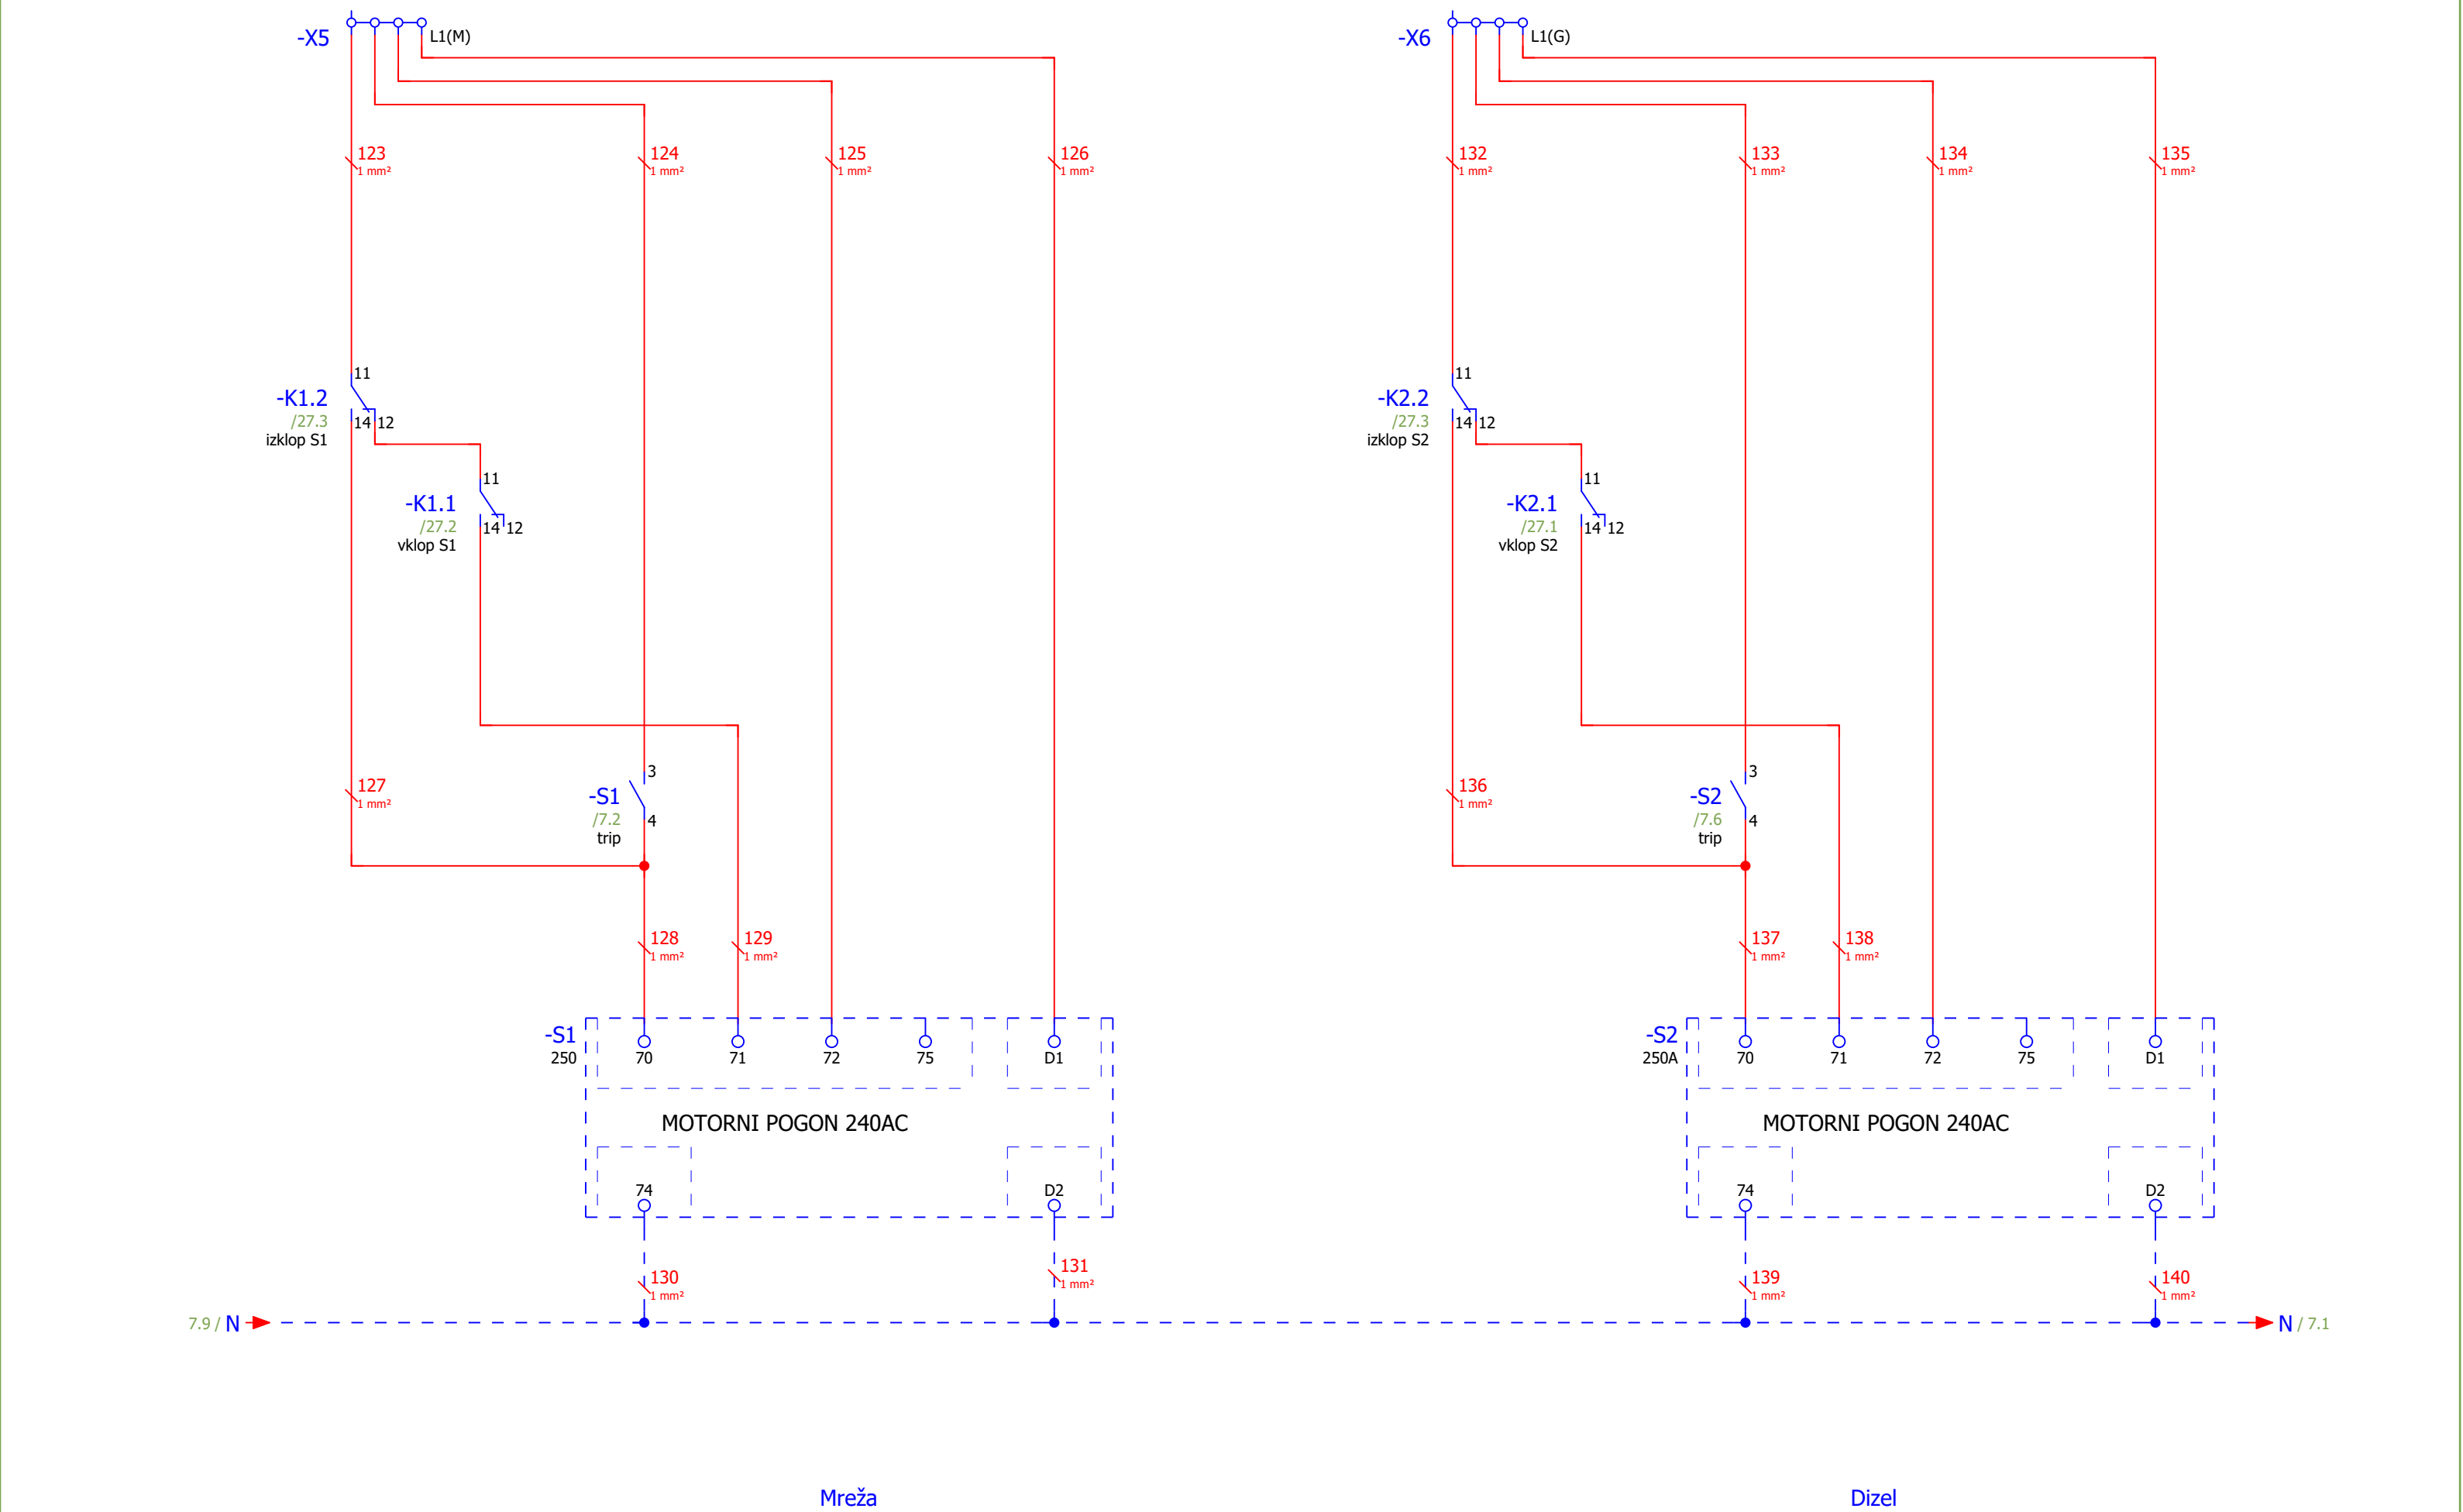 -X5
L1(M)
-X6
L1(G)
123
1 mm²
124
1 mm²
125
1 mm²
126
1 mm²
132
1 mm²
133
1 mm²
134
1 mm²
135
1 mm²
11
-K1.2
/27.3
14 12
izklop S1
11
-K1.1
/27.2
14 12
vklop S1
11
-K2.2
/27.3
14 12
izklop S2
11
-K2.1
/27.1
14 12
vklop S2
127
1 mm²
3
-S1
/7.2
4
trip
136
1 mm²
3
-S2
/7.6
4
trip
128
1 mm²
129
1 mm²
137
1 mm²
138
1 mm²
-S1
250
70 71 72 75 D1
MOTORNI POGON 240AC
74 D2
-S2
250A
70 71 72 75 D1
MOTORNI POGON 240AC
74 D2
130
1 mm²
131
1 mm²
139
1 mm²
140
1 mm²
7.9 / N
N / 7.1
Mreža
Dizel